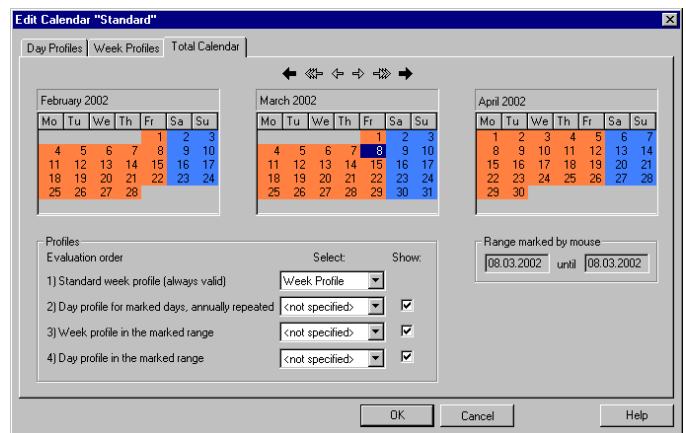 Edit Calendar "Standard"
Day Profiles Week Profiles Total Calendar
February 2002 March 2002 April 2002
Mo Tu We Th Fr Sa Su Mo Tu We Th Fr Sa Su Mo Tu We Th Fr Sa Su
1 2 3 1 2 3 1 2 3 4 5 6 7
4 5 6 7 8 9 10 4 5 6 7 8 9 10 8 9 10 11 12 13 14
11 12 13 14 15 16 17 11 12 13 14 15 16 17 15 16 17 18 19 20 21
18 19 20 21 22 23 24 18 19 20 21 22 23 24 22 23 24 25 26 27 28
25 26 27 28 25 26 27 28 29 30 31 29 30
Profiles Range marked by mouse
Evaluation order Select: Show: 08.03.2002 until 08.03.2002
1) Standard week profile (always valid) Week Profile
2) Day profile for marked days, annually repeated <not specified>
3) Week profile in the marked range <not specified>
4) Day profile in the marked range <not specified>
OK Cancel Help